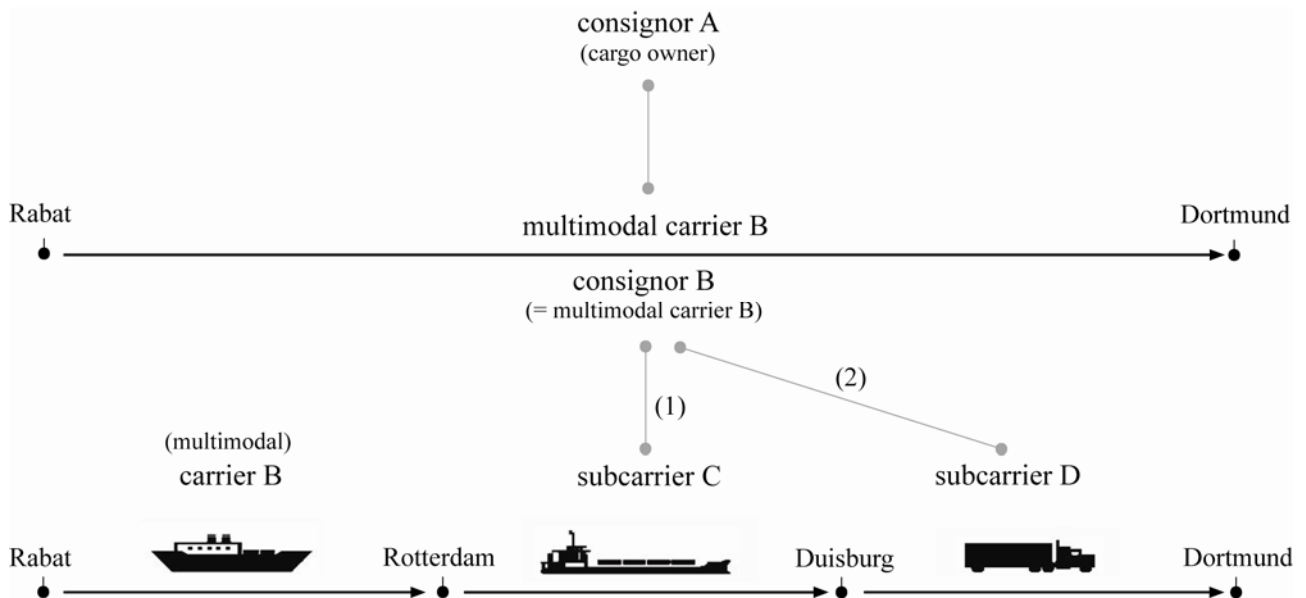 consignor A
(cargo owner)
Rabat
multimodal carrier B
Dortmund
consignor B
(= multimodal carrier B)
(1)
(2)
(multimodal)
carrier B
subcarrier C
subcarrier D
Rabat
Rotterdam
Duisburg
Dortmund